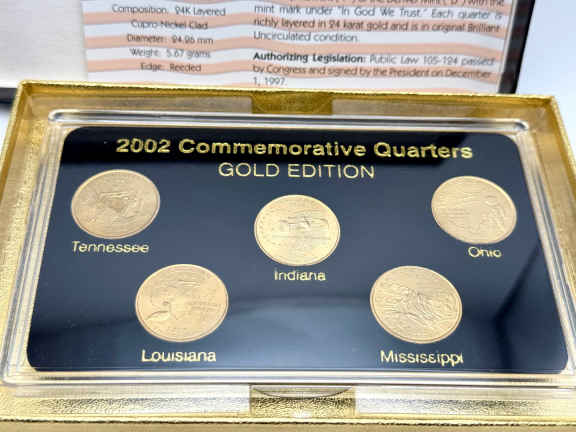 Composition: 24K Layered
Cupro-Nickel Clad
Diameter: 24.26 mm
Weight: 5.67 grams
Edge: Reeded
mint mark under "In God We Trust." Each quarter is
richly layered in 24 karat gold and is in original Brilliant
Uncirculated condition.
Authorizing Legislation: Public Law 105-124 passed
by Congress and signed by the President on December
1, 1997.
2002 Commemorative Quarters
GOLD EDITION
Tennessee
Indiana
Ohio
Louisiana
Mississippi